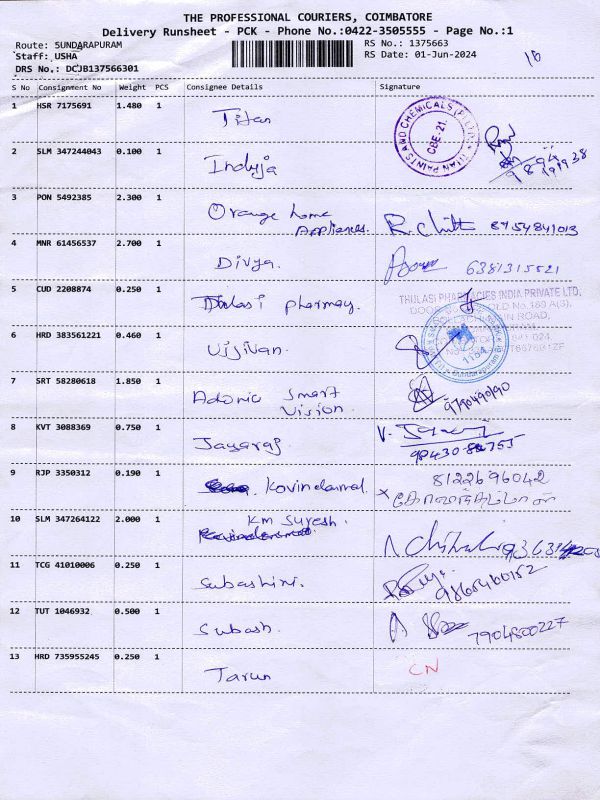 THE PROFESSIONAL COURIERS, COIMBATORE
Delivery Runsheet - PCK - Phone No.:0422-3505555 - Page No.:1
Route: SUNDARAPURAM RS No.: 1375663
Staff: USHA RS Date: 01-Jun-2024
DRS No.: DCJB137566301
S No Consignment No Weight PCS Consignee Details Signature
1 HSR 7175691 1.480 1 Titan
2 SLM 347244043 0.100 1 Induja
3 PON 5492385 2.300 1 Orange home Appliances. R. Chitt 8754841013
4 MNR 61456537 2.700 1 Divya. 6381315521
5 CUD 2208874 0.250 1 Thulasi pharmay.
THULASI PHARMACIES INDIA PRIVATE LTD.
6 HRD 383561221 0.460 1 Vijivan.
7 SRT 58280618 1.850 1 Adonic Smart Vision. 9790490190
8 KVT 3088369 0.750 1 Jayaraj
9 RJP 3350312 0.190 1 Kovindammal 8122696042
10 SLM 347264122 2.000 1 KM Suresh.
11 TCG 41010006 0.250 1 Subashini. 9865460152
12 TUT 1046932 0.500 1 Subash. 7904800227
13 HRD 735955245 0.250 1 Tarun CN